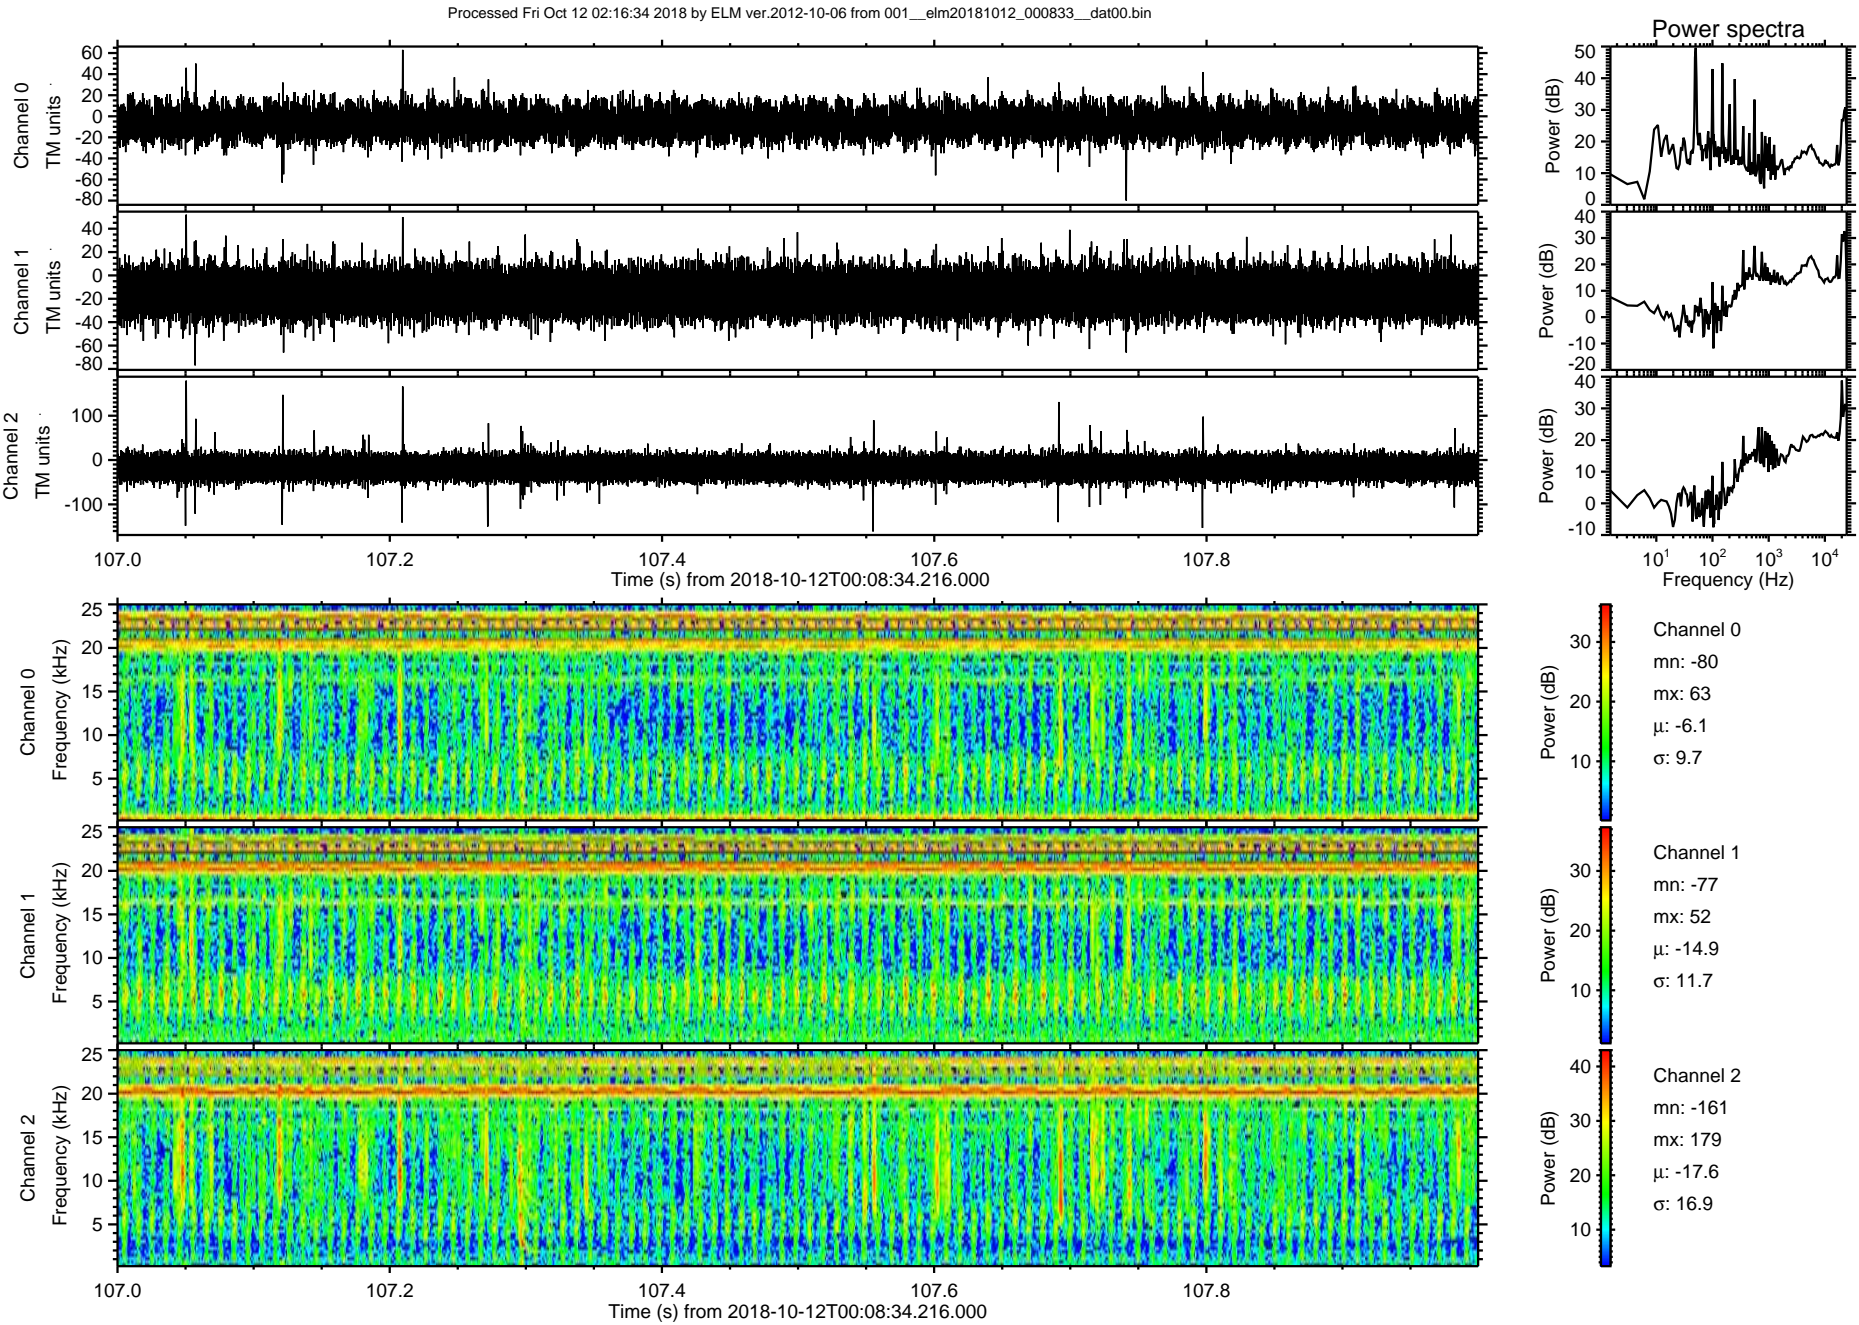 Processed Fri Oct 12 02:16:34 2018 by ELM ver.2012-10-06 from 001__elm20181012_000833__dat00.bin
Power spectra
Channel 0
TM units
60
40
20
0
-20
-40
-60
-80
Power (dB)
50
40
30
20
10
0
Channel 1
TM units
40
20
0
-20
-40
-60
-80
Power (dB)
40
30
20
10
0
-10
-20
Channel 2
TM units
100
0
-100
Power (dB)
40
30
20
10
0
-10
107.0 107.2 107.4 107.6 107.8
Time (s) from 2018-10-12T00:08:34.216.000
10^1 10^2 10^3 10^4
Frequency (Hz)
Channel 0
Frequency (kHz)
25
20
15
10
5
Power (dB)
30
20
10
Channel 0
mn: -80
mx: 63
μ: -6.1
σ: 9.7
Channel 1
Frequency (kHz)
25
20
15
10
5
Power (dB)
30
20
10
Channel 1
mn: -77
mx: 52
μ: -14.9
σ: 11.7
Channel 2
Frequency (kHz)
25
20
15
10
5
Power (dB)
40
30
20
10
Channel 2
mn: -161
mx: 179
μ: -17.6
σ: 16.9
107.0 107.2 107.4 107.6 107.8
Time (s) from 2018-10-12T00:08:34.216.000